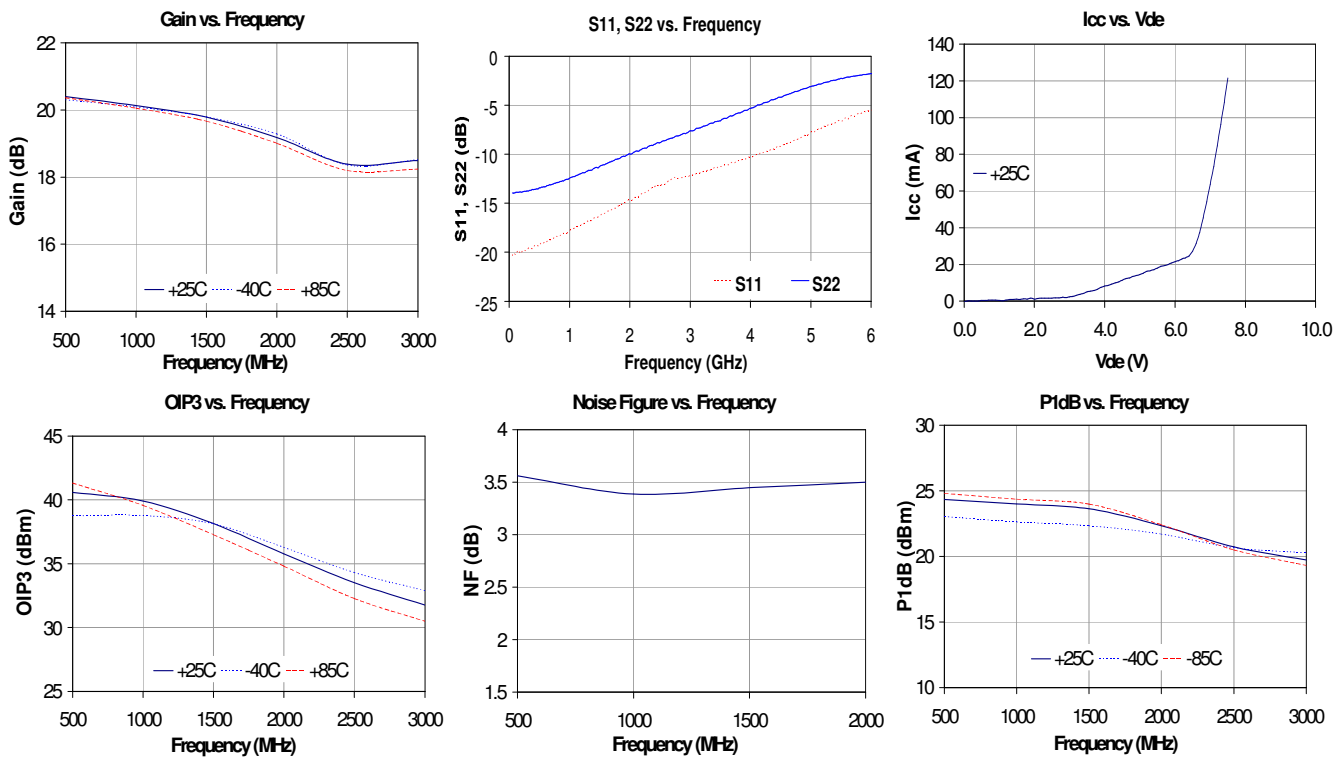 Gain vs. Frequency
22
20
18
16
14
Gain (dB)
+25C -40C +85C
500 1000 1500 2000 2500 3000
Frequency (MHz)
S11, S22 vs. Frequency
0
-5
-10
-15
-20
-25
S11, S22 (dB)
S11 S22
0 1 2 3 4 5 6
Frequency (GHz)
Icc vs. Vde
140
120
100
80
60
40
20
0
Icc (mA)
+25C
0.0 2.0 4.0 6.0 8.0 10.0
Vde (V)
OIP3 vs. Frequency
45
40
35
30
25
OIP3 (dBm)
+25C -40C +85C
500 1000 1500 2000 2500 3000
Frequency (MHz)
Noise Figure vs. Frequency
4
3.5
3
2.5
2
1.5
NF (dB)
500 1000 1500 2000
Frequency (MHz)
P1dB vs. Frequency
30
25
20
15
10
P1dB (dBm)
+25C -40C -85C
500 1000 1500 2000 2500 3000
Frequency (MHz)